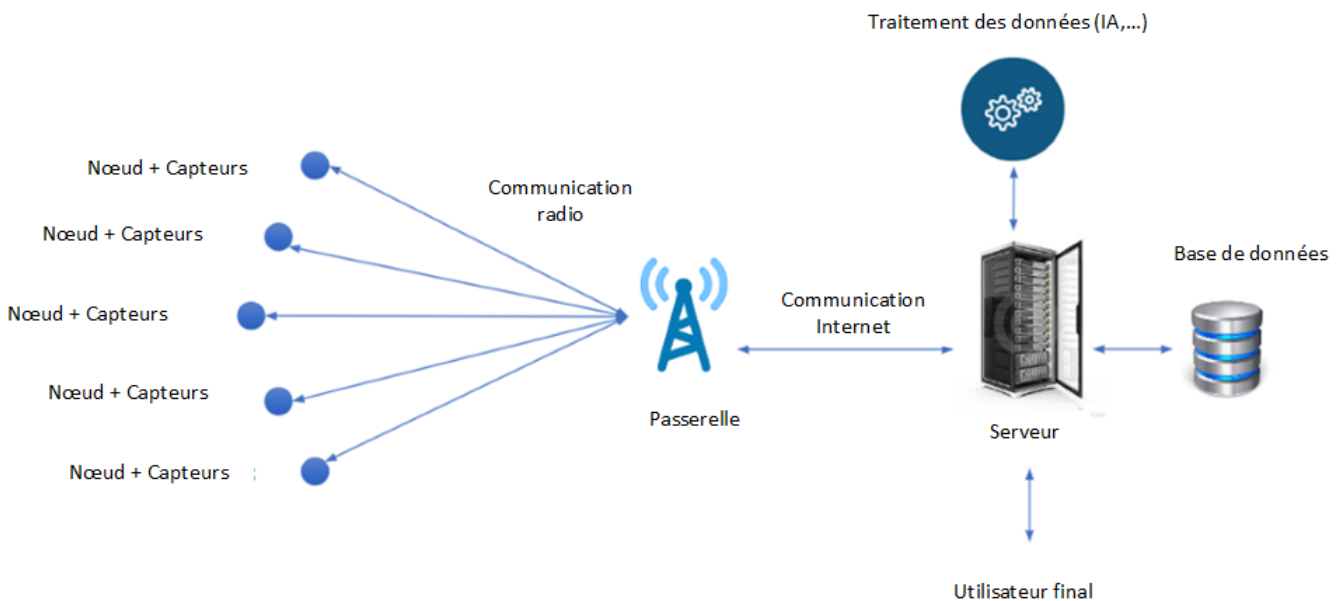 Traitement des données (IA,...)
Nœud + Capteurs
Communication
radio
Nœud + Capteurs
Base de données
Communication
Internet
Nœud + Capteurs
Nœud + Capteurs
Passerelle
Serveur
Nœud + Capteurs
Utilisateur final